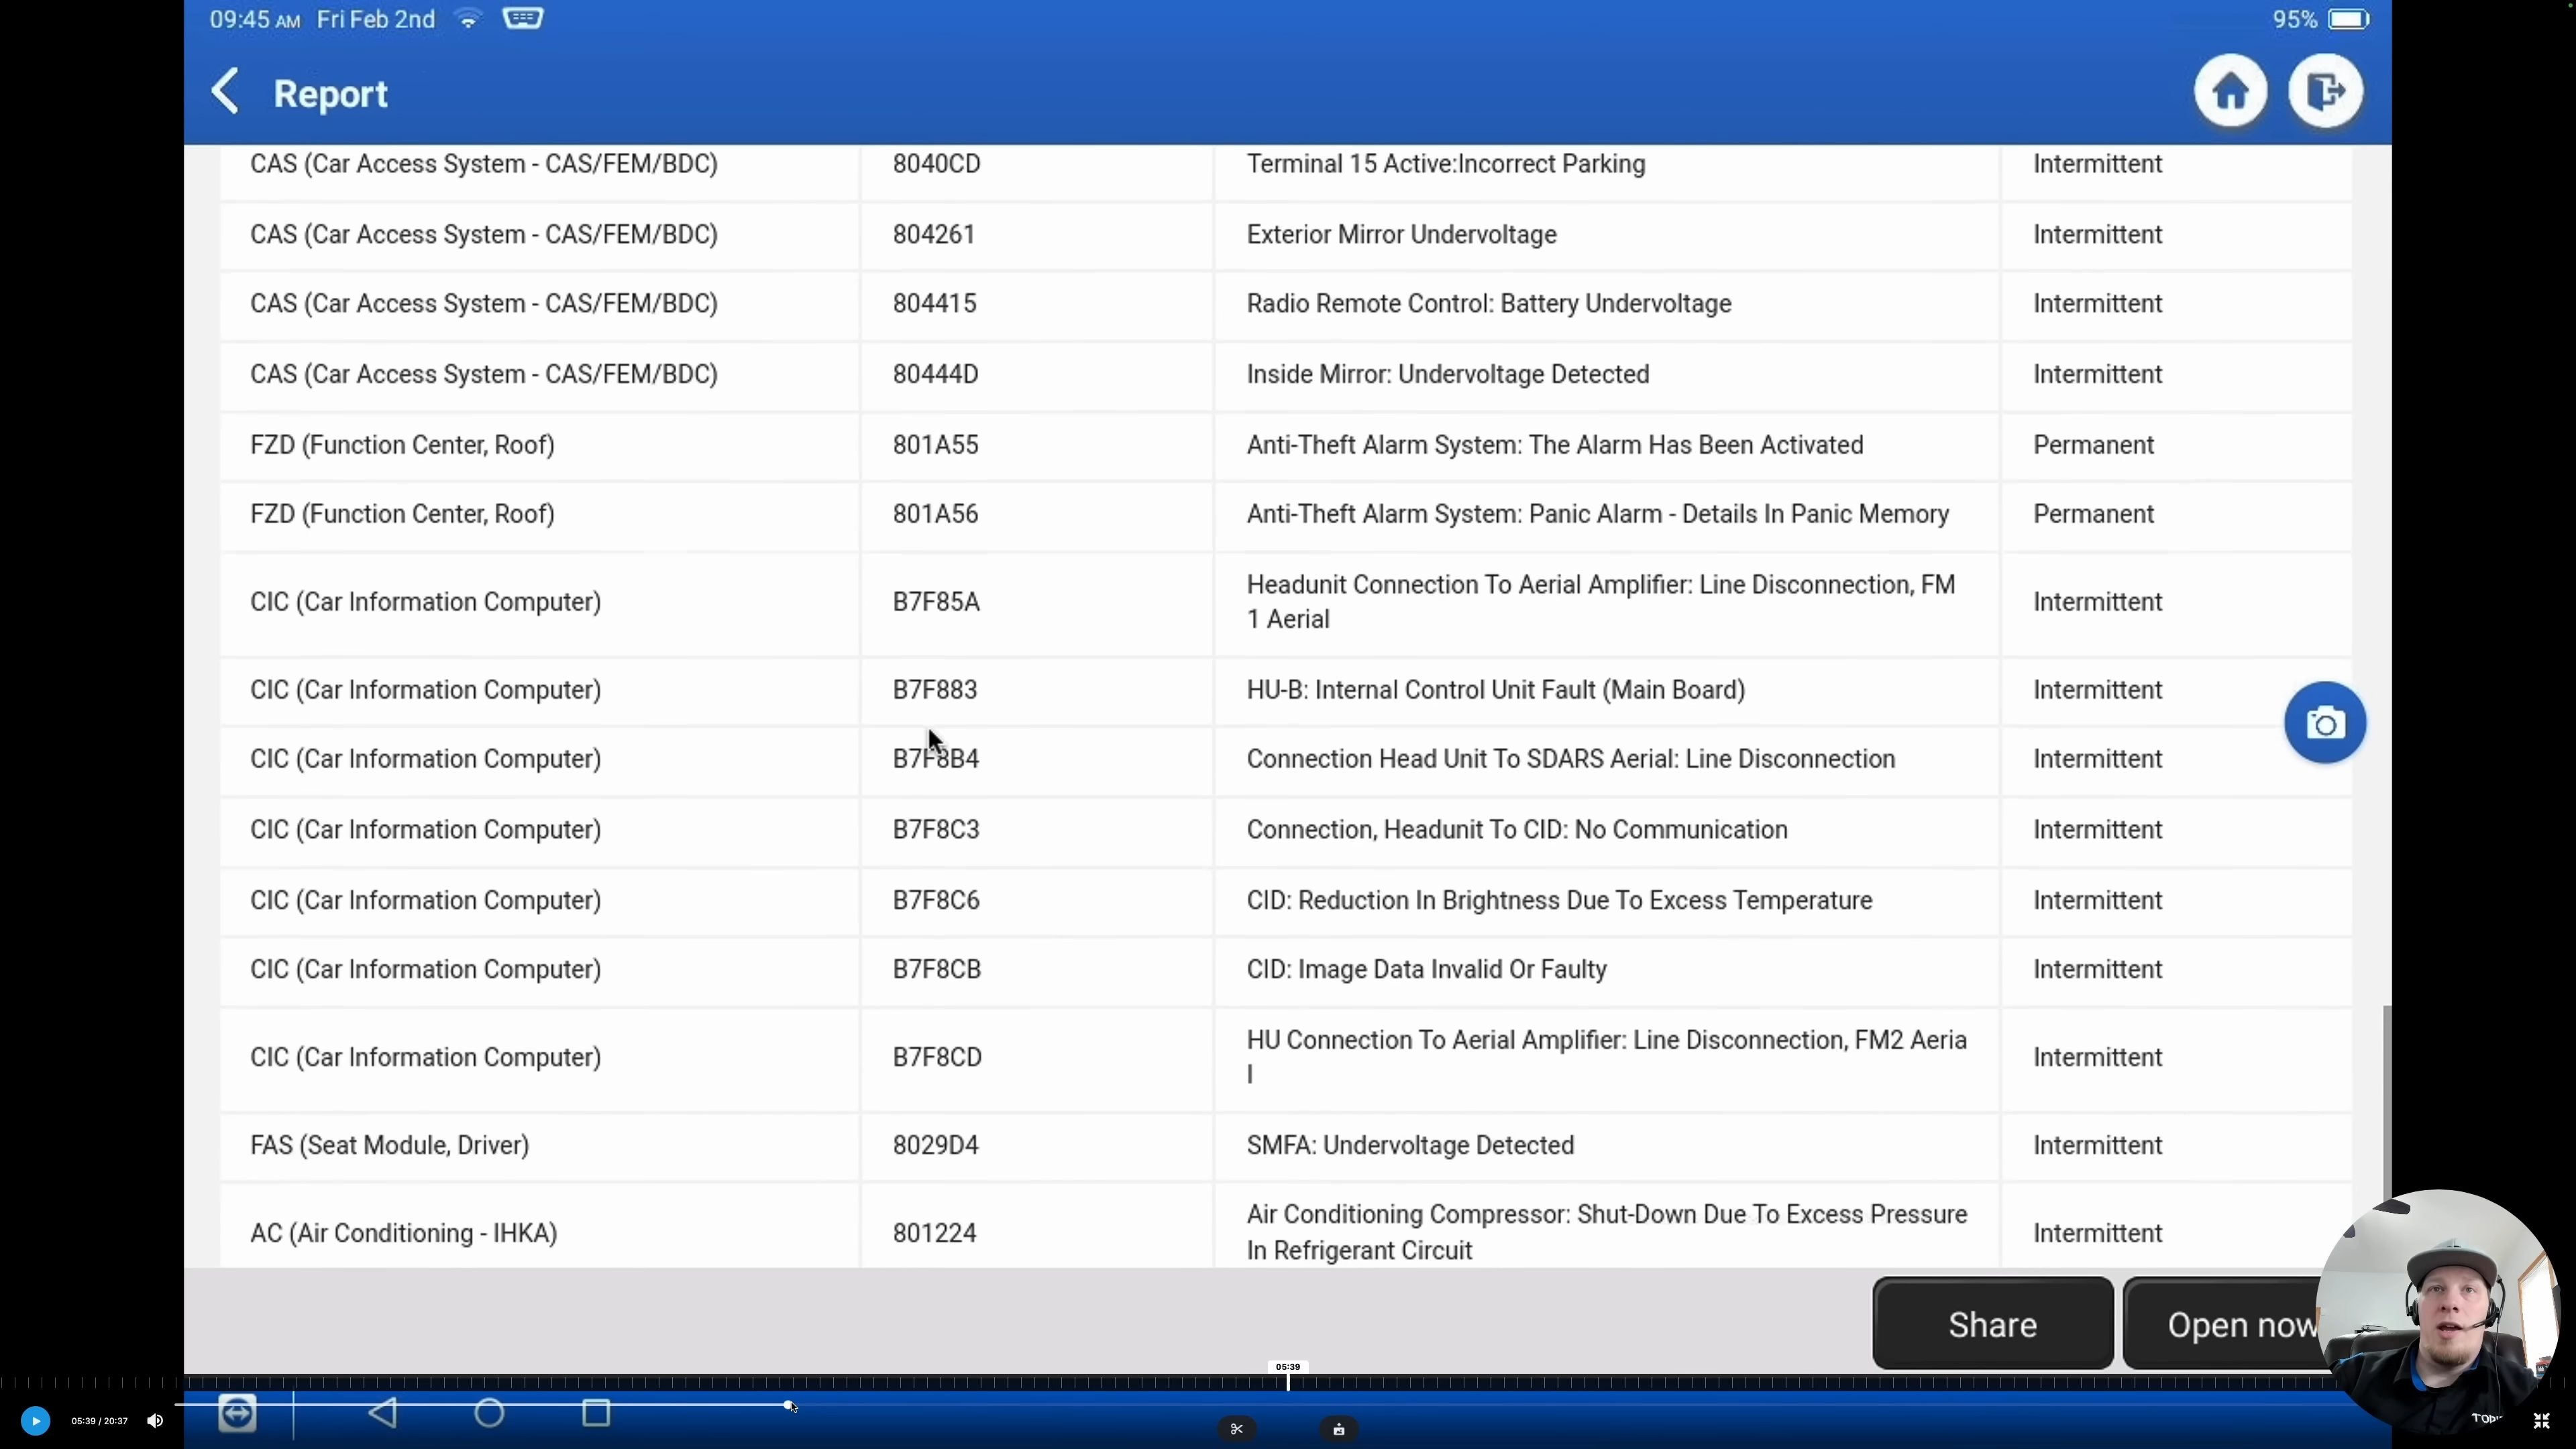 09:45 AM Fri Feb 2nd 95%
Report
CAS (Car Access System - CAS/FEM/BDC) 8040CD Terminal 15 Active:Incorrect Parking Intermittent
CAS (Car Access System - CAS/FEM/BDC) 804261 Exterior Mirror Undervoltage Intermittent
CAS (Car Access System - CAS/FEM/BDC) 804415 Radio Remote Control: Battery Undervoltage Intermittent
CAS (Car Access System - CAS/FEM/BDC) 80444D Inside Mirror: Undervoltage Detected Intermittent
FZD (Function Center, Roof) 801A55 Anti-Theft Alarm System: The Alarm Has Been Activated Permanent
FZD (Function Center, Roof) 801A56 Anti-Theft Alarm System: Panic Alarm - Details In Panic Memory Permanent
CIC (Car Information Computer) B7F85A Headunit Connection To Aerial Amplifier: Line Disconnection, FM
1 Aerial Intermittent
CIC (Car Information Computer) B7F883 HU-B: Internal Control Unit Fault (Main Board) Intermittent
CIC (Car Information Computer) B7F8B4 Connection Head Unit To SDARS Aerial: Line Disconnection Intermittent
CIC (Car Information Computer) B7F8C3 Connection, Headunit To CID: No Communication Intermittent
CIC (Car Information Computer) B7F8C6 CID: Reduction In Brightness Due To Excess Temperature Intermittent
CIC (Car Information Computer) B7F8CB CID: Image Data Invalid Or Faulty Intermittent
CIC (Car Information Computer) B7F8CD HU Connection To Aerial Amplifier: Line Disconnection, FM2 Aeria
l Intermittent
FAS (Seat Module, Driver) 8029D4 SMFA: Undervoltage Detected Intermittent
AC (Air Conditioning - IHKA) 801224 Air Conditioning Compressor: Shut-Down Due To Excess Pressure
In Refrigerant Circuit Intermittent
Share Open now
05:39
05:39 / 20:37